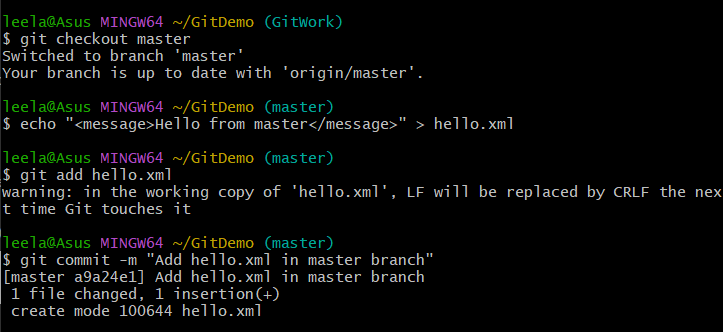 leela@Asus MINGW64 ~/GitDemo (GitWork)
$ git checkout master
Switched to branch 'master'
Your branch is up to date with 'origin/master'.
leela@Asus MINGW64 ~/GitDemo (master)
$ echo "<message>Hello from master</message>" > hello.xml
leela@Asus MINGW64 ~/GitDemo (master)
$ git add hello.xml
warning: in the working copy of 'hello.xml', LF will be replaced by CRLF the nex
t time Git touches it
leela@Asus MINGW64 ~/GitDemo (master)
$ git commit -m "Add hello.xml in master branch"
[master a9a24e1] Add hello.xml in master branch
 1 file changed, 1 insertion(+)
 create mode 100644 hello.xml